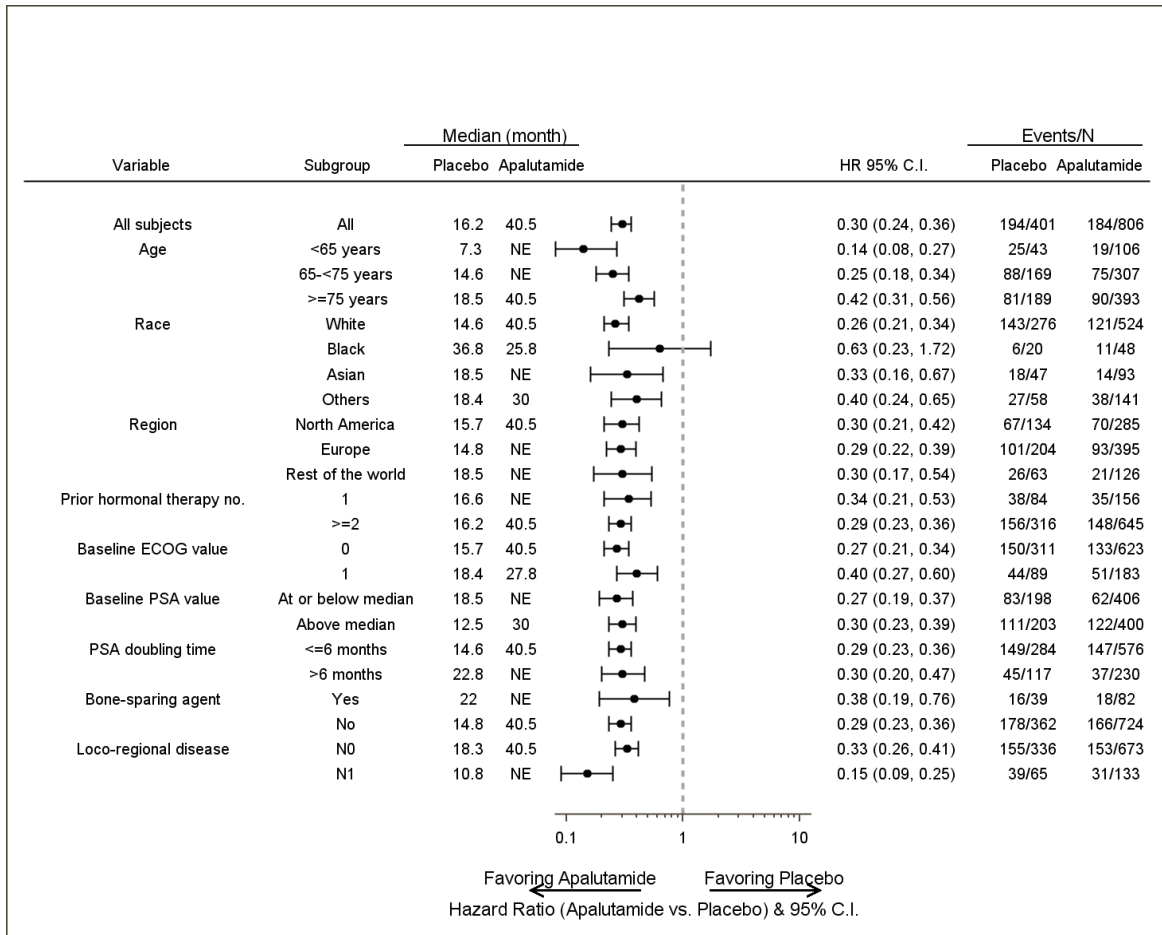 Median (month) Events/N
Variable Subgroup Placebo Apalutamide HR 95% C.I. Placebo Apalutamide
All subjects All 16.2 40.5 0.30 (0.24, 0.36) 194/401 184/806
Age <65 years 7.3 NE 0.14 (0.08, 0.27) 25/43 19/106
65-<75 years 14.6 NE 0.25 (0.18, 0.34) 88/169 75/307
>=75 years 18.5 40.5 0.42 (0.31, 0.56) 81/189 90/393
Race White 14.6 40.5 0.26 (0.21, 0.34) 143/276 121/524
Black 36.8 25.8 0.63 (0.23, 1.72) 6/20 11/48
Asian 18.5 NE 0.33 (0.16, 0.67) 18/47 14/93
Others 18.4 30 0.40 (0.24, 0.65) 27/58 38/141
Region North America 15.7 40.5 0.30 (0.21, 0.42) 67/134 70/285
Europe 14.8 NE 0.29 (0.22, 0.39) 101/204 93/395
Rest of the world 18.5 NE 0.30 (0.17, 0.54) 26/63 21/126
Prior hormonal therapy no. 1 16.6 NE 0.34 (0.21, 0.53) 38/84 35/156
>=2 16.2 40.5 0.29 (0.23, 0.36) 156/316 148/645
Baseline ECOG value 0 15.7 40.5 0.27 (0.21, 0.34) 150/311 133/623
1 18.4 27.8 0.40 (0.27, 0.60) 44/89 51/183
Baseline PSA value At or below median 18.5 NE 0.27 (0.19, 0.37) 83/198 62/406
Above median 12.5 30 0.30 (0.23, 0.39) 111/203 122/400
PSA doubling time <=6 months 14.6 40.5 0.29 (0.23, 0.36) 149/284 147/576
>6 months 22.8 NE 0.30 (0.20, 0.47) 45/117 37/230
Bone-sparing agent Yes 22 NE 0.38 (0.19, 0.76) 16/39 18/82
No 14.8 40.5 0.29 (0.23, 0.36) 178/362 166/724
Loco-regional disease N0 18.3 40.5 0.33 (0.26, 0.41) 155/336 153/673
N1 10.8 NE 0.15 (0.09, 0.25) 39/65 31/133
0.1 1 10
Favoring Apalutamide Favoring Placebo
Hazard Ratio (Apalutamide vs. Placebo) & 95% C.I.